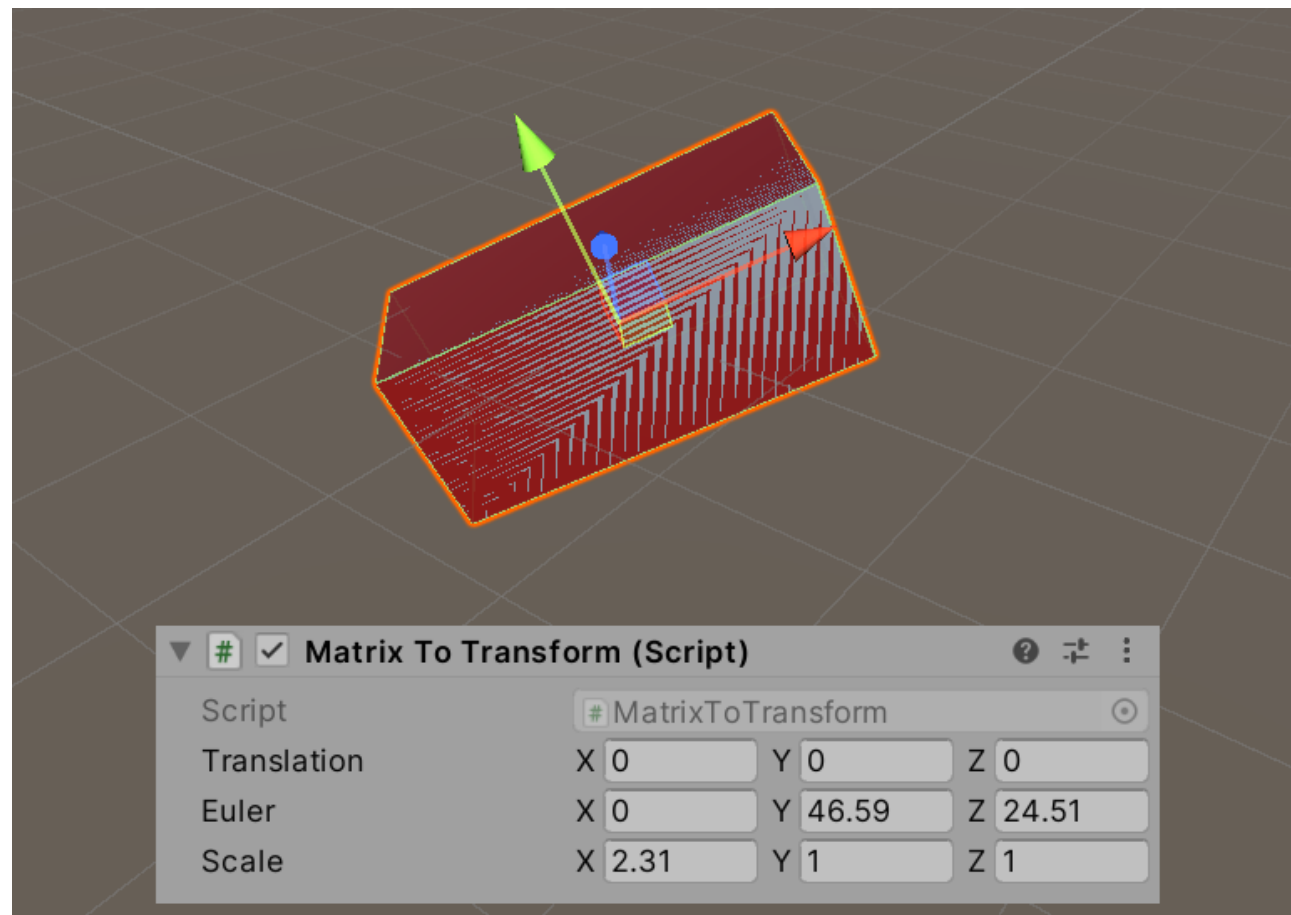 # Matrix To Transform (Script)
Script # MatrixToTransform
Translation X 0 Y 0 Z 0
Euler X 0 Y 46.59 Z 24.51
Scale X 2.31 Y 1 Z 1